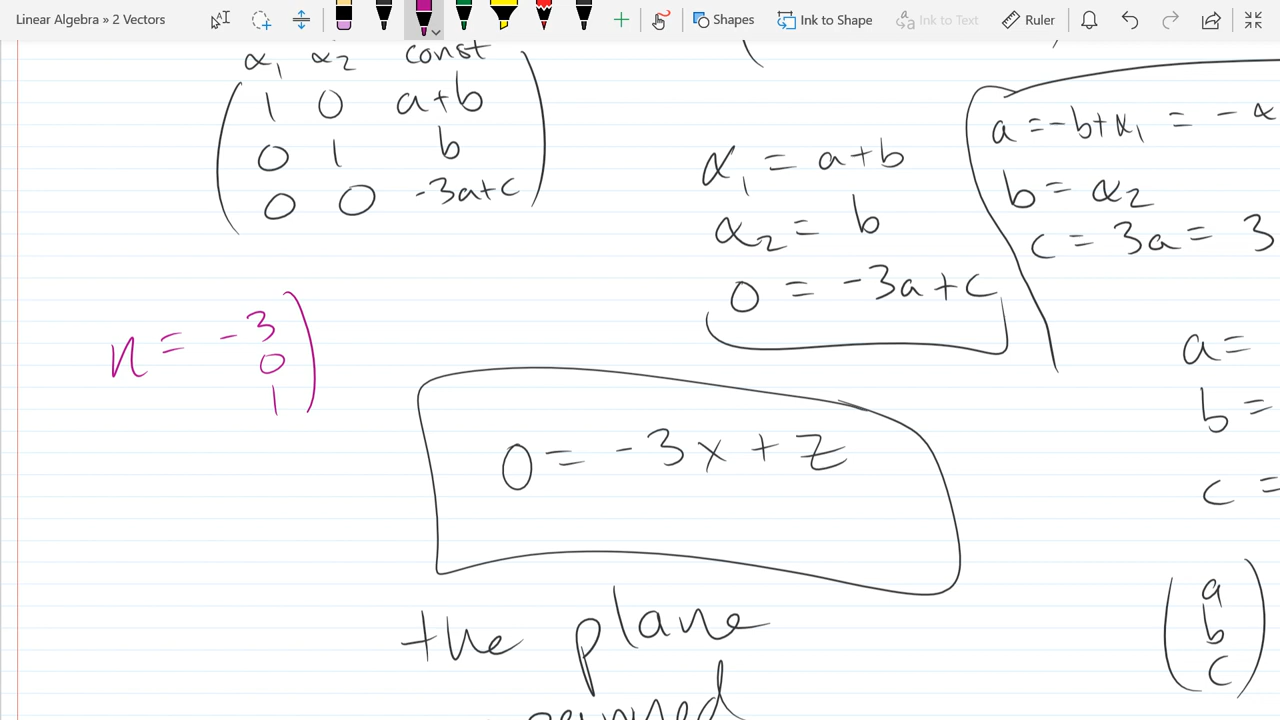 Linear Algebra » 2 Vectors
Shapes
Ink to Shape
Ink to Text
Ruler
α₁ α₂ const
1 0 a+b
0 1 b
0 0 -3a+c
α₁ = a+b
α₂ = b
0 = -3a+c
a = -b+α₁ = -α
b = α₂
c = 3a = 3
n = -3
0
1
0 = -3x + z
a =
b =
c =
the plane
a
b
c